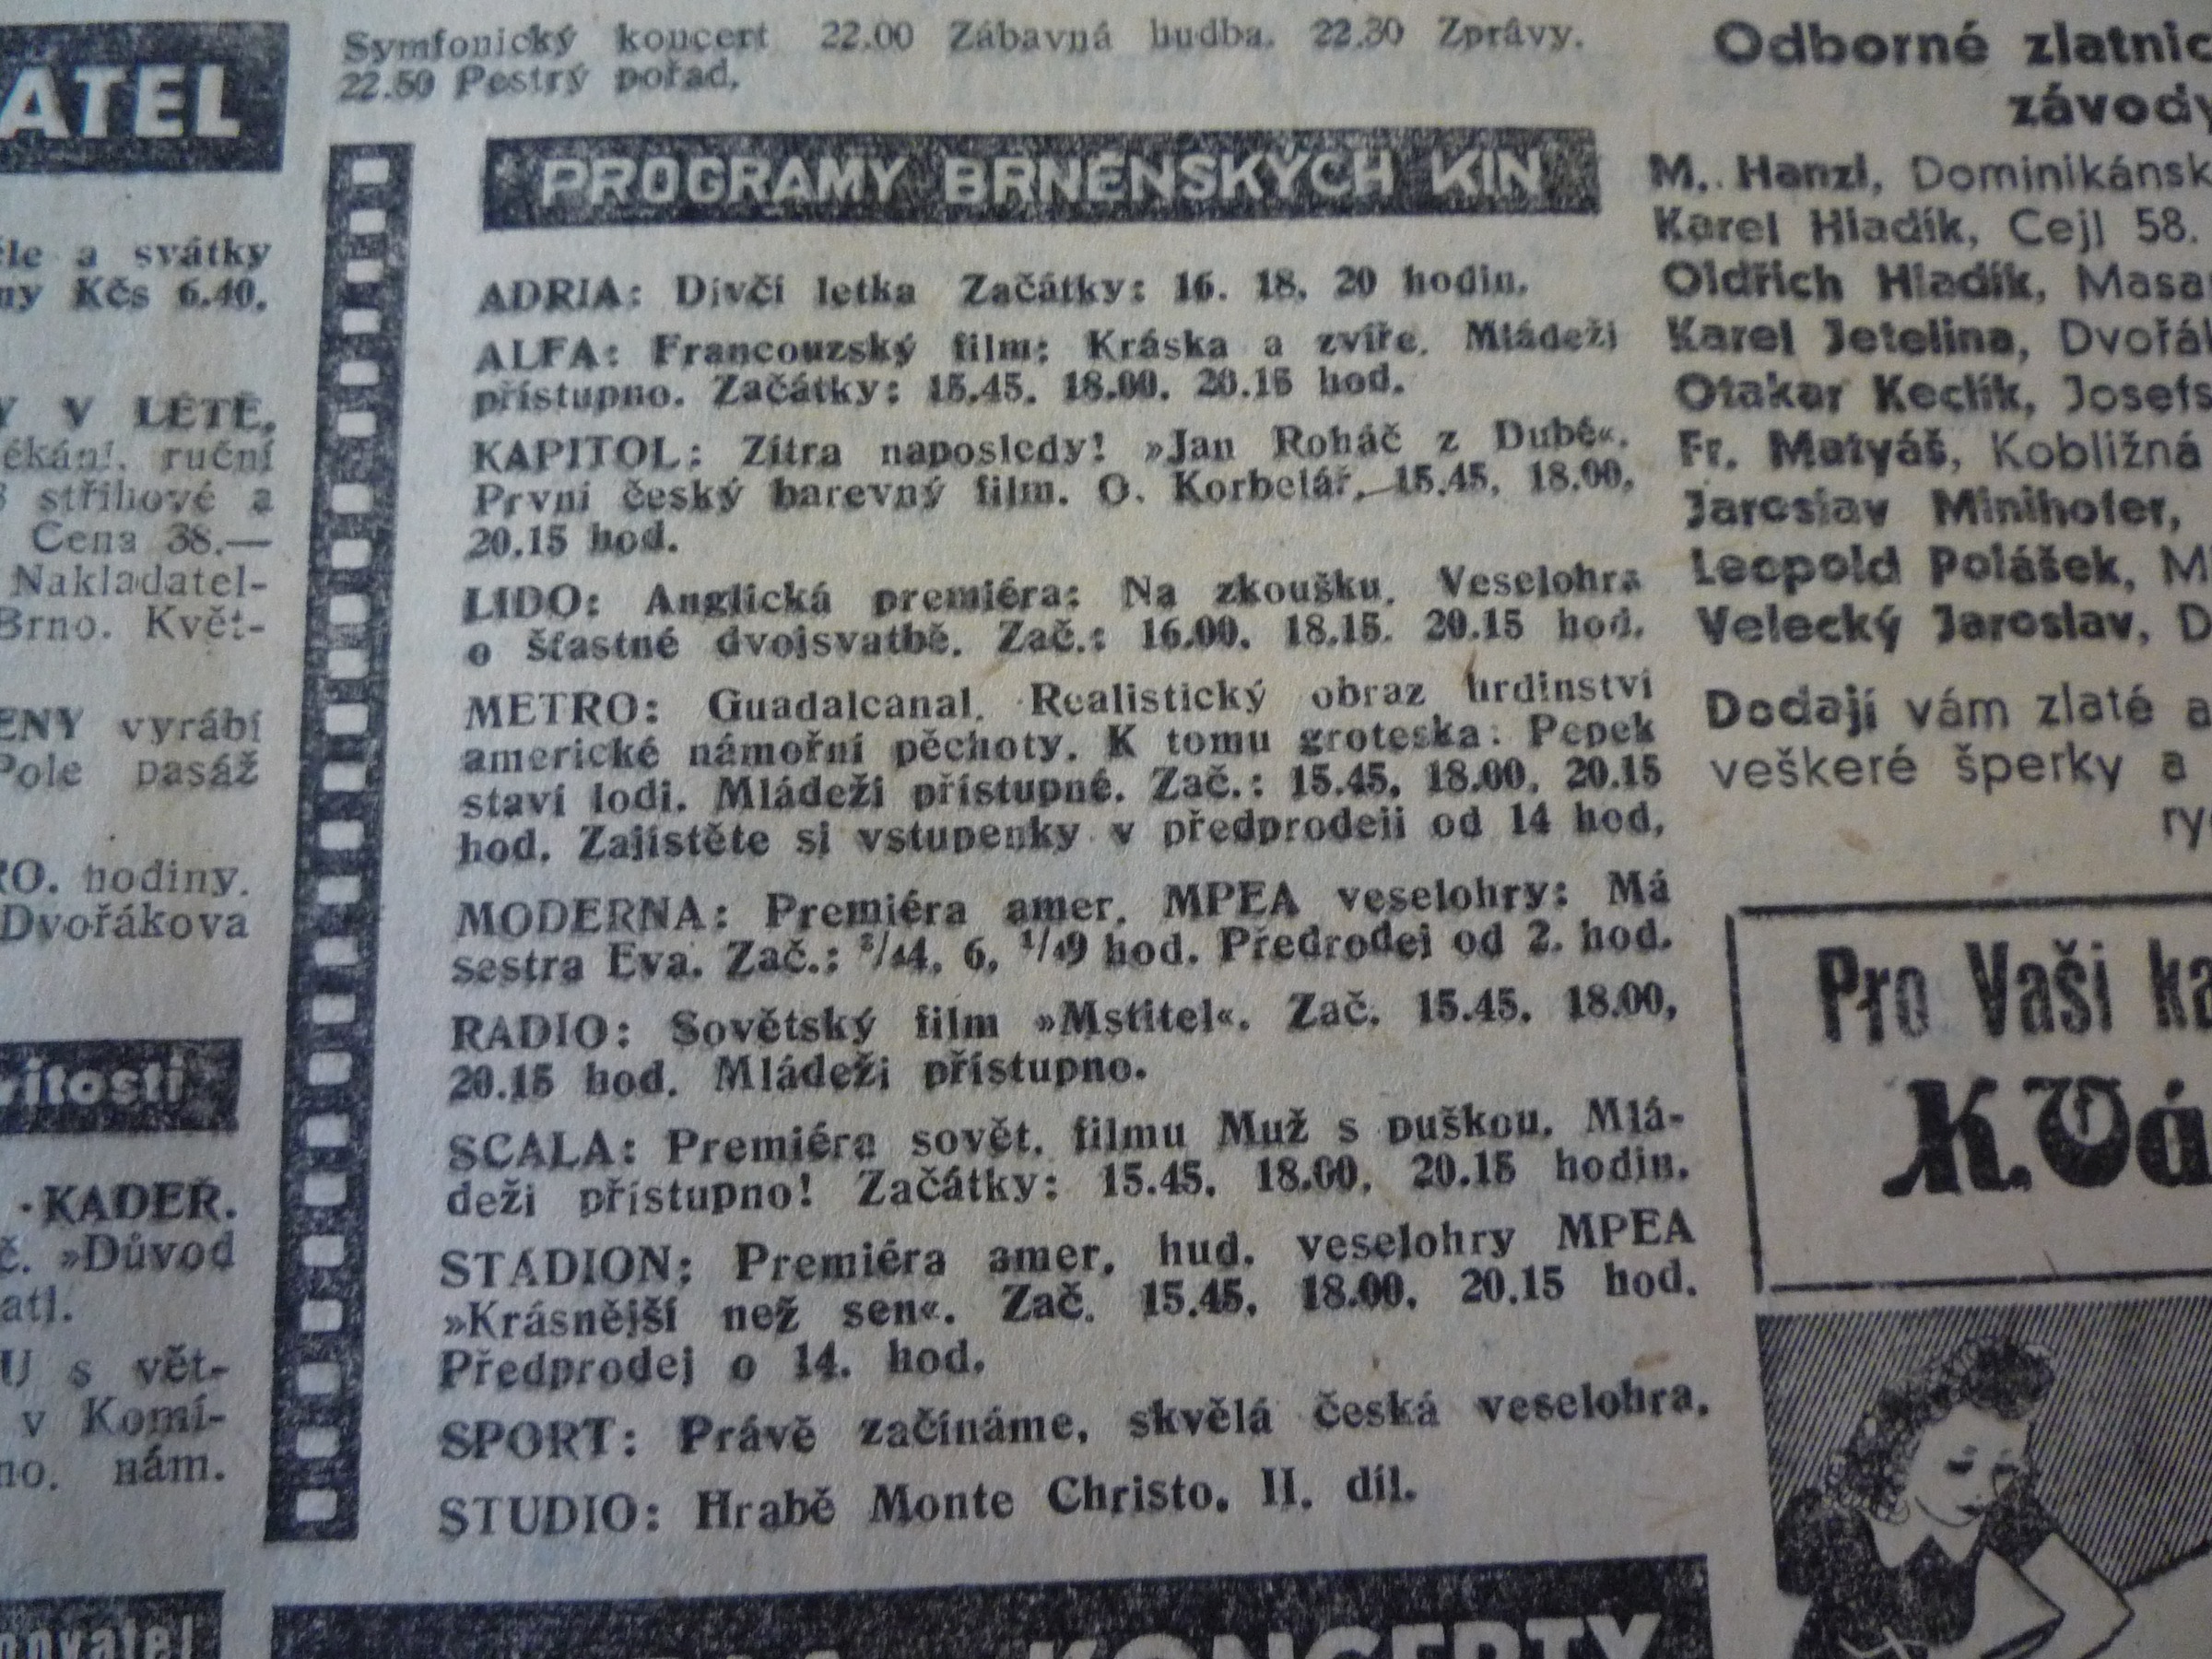 ATEL
le a svátky
ny Kčs 6.40.
Y V LÉTĚ,
ékání, ruční
střihové a
Cena 38.—
Nakladatel-
Brno. Květ-
ENY vyrábí
Pole pasáž
RO. hodiny.
Dvořákova
vitosti
KADEŘ.
č. »Důvod
atl.
U s vět-
v Komí-
no. nám.
Symfonický koncert 22.00 Zábavná hudba. 22.30 Zprávy.
22.50 Pestrý pořad.
PROGRAMY BRNĚNSKÝCH KIN
ADRIA: Dívčí letka Začátky: 16. 18. 20 hodin.
ALFA: Francouzský film: Kráska a zvíře. Mládeži
přístupno. Začátky: 15.45. 18.00. 20.15 hod.
KAPITOL: Zítra naposledy! »Jan Roháč z Dubé«.
První český barevný film. O. Korbelář, 15.45, 18.00,
20.15 hod.
LIDO: Anglická premiéra: Na zkoušku. Veselohra
o šťastné dvojsvatbě. Zač.: 16.00. 18.15. 20.15 hod.
METRO: Guadalcanal. Realistický obraz hrdinství
americké námořní pěchoty. K tomu groteska: Pepek
staví lodi. Mládeži přístupné. Zač.: 15.45, 18.00, 20.15
hod. Zajistěte si vstupenky v předprodeji od 14 hod.
MODERNA: Premiéra amer. MPEA veselohry: Má
sestra Eva. Zač.: ³/₄4, 6, ¹/₄9 hod. Předrodej od 2. hod.
RADIO: Sovětský film »Mstitel«. Zač. 15.45. 18.00,
20.15 hod. Mládeži přístupno.
SCALA: Premiéra sovět. filmu Muž s puškou. Mlá-
deži přístupno! Začátky: 15.45. 18.00. 20.15 hodin.
STADION: Premiéra amer. hud. veselohry MPEA
»Krásnější než sen«. Zač. 15.45. 18.00. 20.15 hod.
Předprodej o 14. hod.
SPORT: Právě začínáme, skvělá česká veselohra.
STUDIO: Hrabě Monte Christo. II. díl.
KONCERTY
Odborné zlatnic
závody
M. Hanzl, Dominikánsk
Karel Hladík, Cejl 58.
Oldřich Hladík, Masa
Karel Jetelina, Dvořá
Otakar Keclík, Josefs
Fr. Matyáš, Kobližná
Jaroslav Minihofer,
Leopold Polášek, M
Velecký Jaroslav, D
Dodají vám zlaté a
veškeré šperky a
ry
Pro Vaši ka
K. Vá